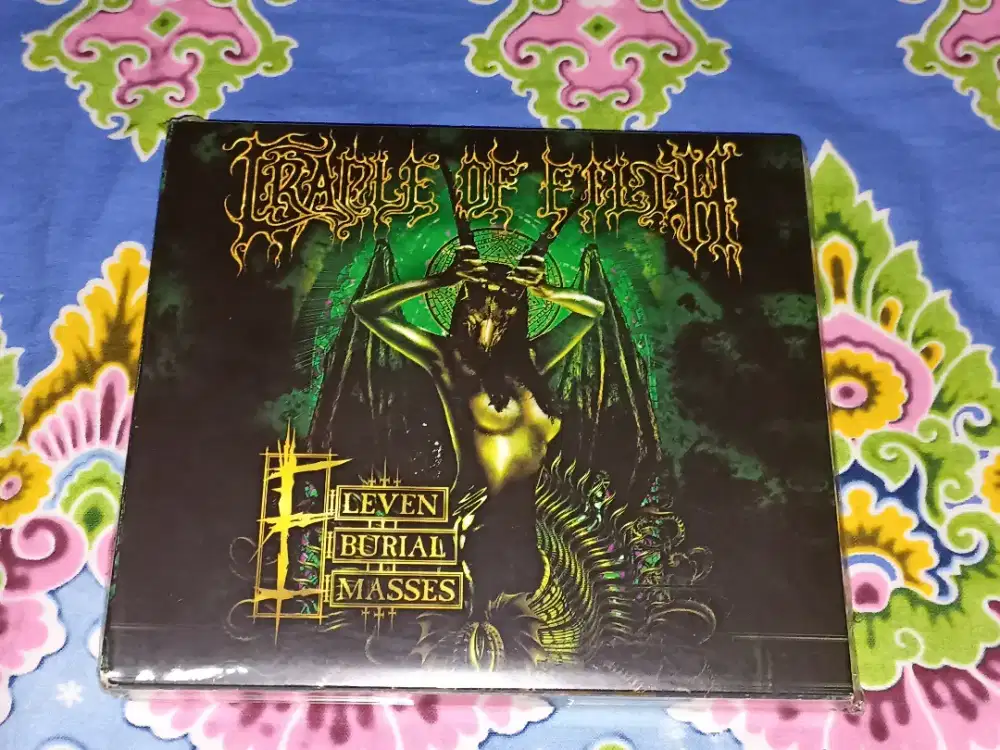 CRADLE OF FILTH
ELEVEN
BURIAL
MASSES